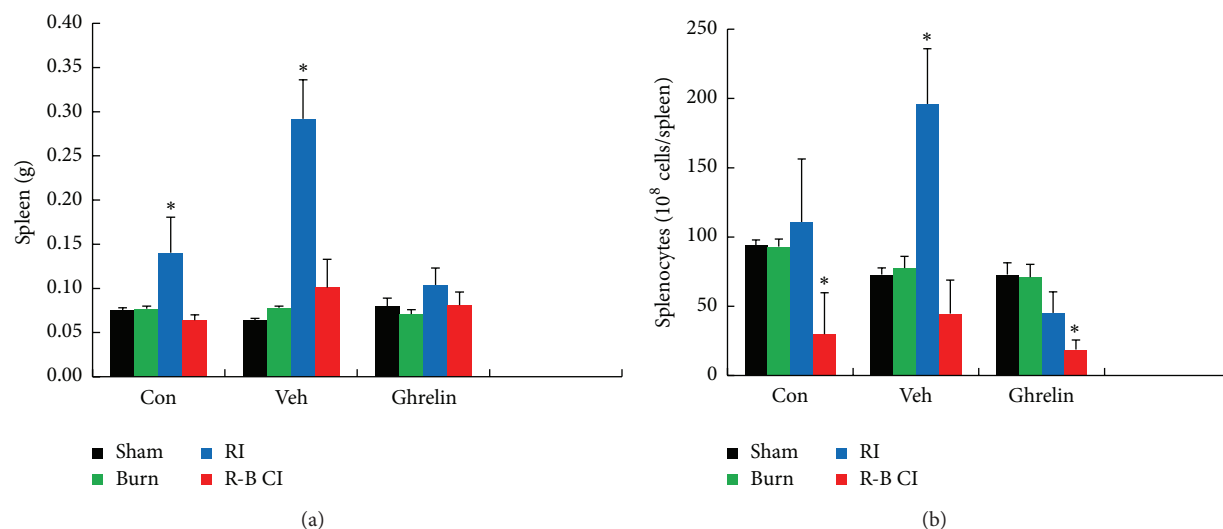 0.40
0.35
0.30
0.25
0.20
0.15
0.10
0.05
0.00
Spleen (g)
*
*
Con Veh Ghrelin
Sham RI
Burn R-B CI
(a)
250
200
150
100
50
0
Splenocytes (10⁸ cells/spleen)
*
*
*
Con Veh Ghrelin
Sham RI
Burn R-B CI
(b)